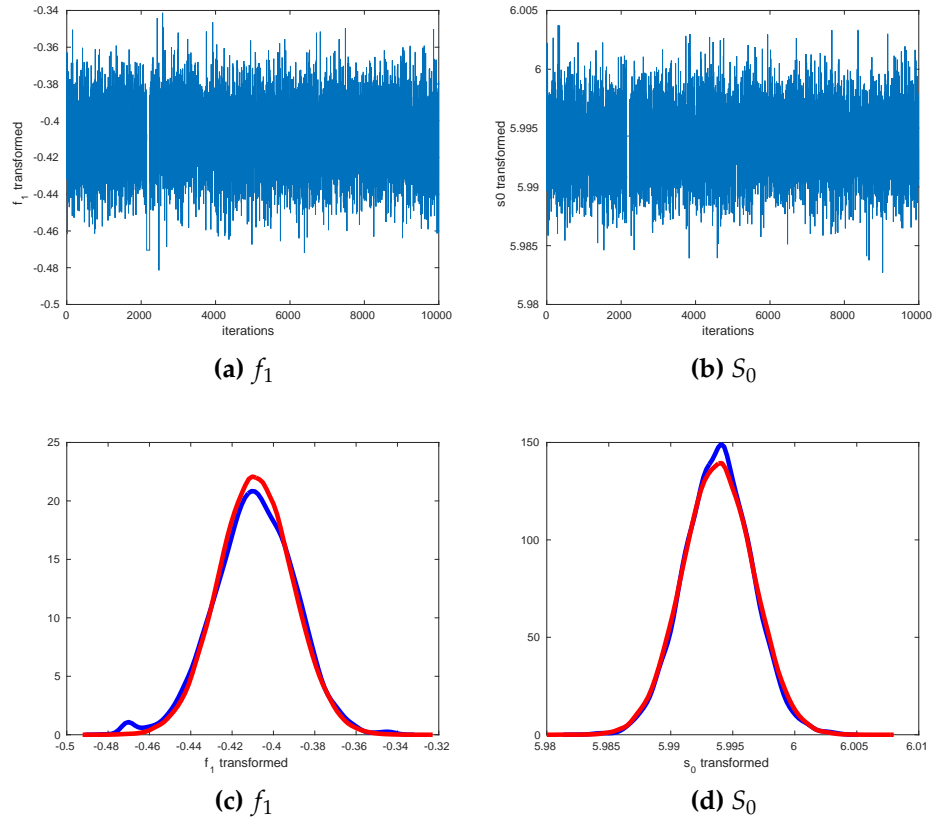 -0.34
-0.36
-0.38
-0.4
-0.42
-0.44
-0.46
-0.48
-0.5
f1 transformed
0 2000 4000 6000 8000 10000
iterations
(a) f1
6.005
6
5.995
5.99
5.985
5.98
s0 transformed
0 2000 4000 6000 8000 10000
iterations
(b) S0
25
20
15
10
5
0
-0.5 -0.48 -0.46 -0.44 -0.42 -0.4 -0.38 -0.36 -0.34 -0.32
f1 transformed
(c) f1
150
100
50
0
5.98 5.985 5.99 5.995 6 6.005 6.01
s0 transformed
(d) S0